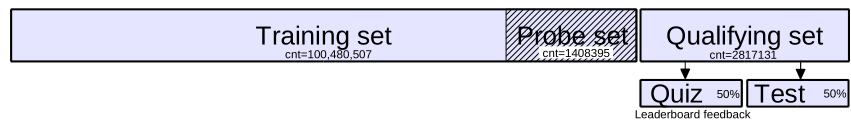 Training set
cnt=100,480,507
Probe set
cnt=1408395
Qualifying set
cnt=2817131
Quiz 50%
Test 50%
Leaderboard feedback